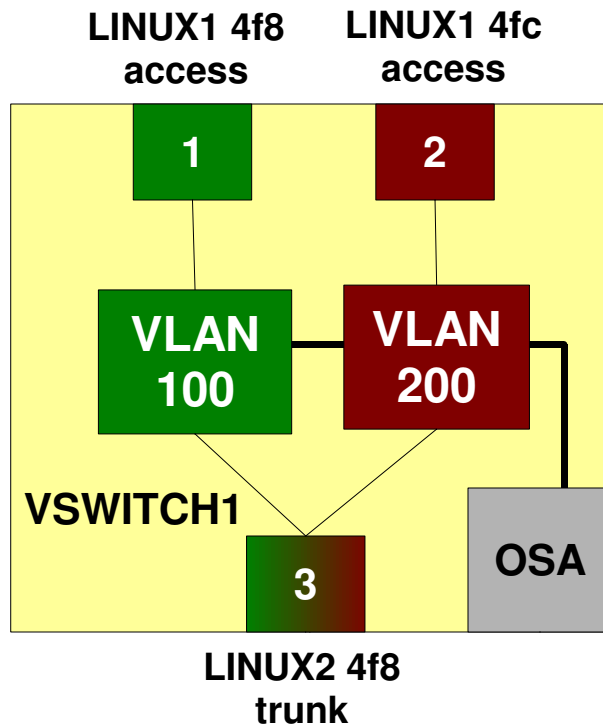 LINUX1 4f8
access
LINUX1 4fc
access
1
2
VLAN
100
VLAN
200
VSWITCH1
OSA
3
LINUX2 4f8
trunk